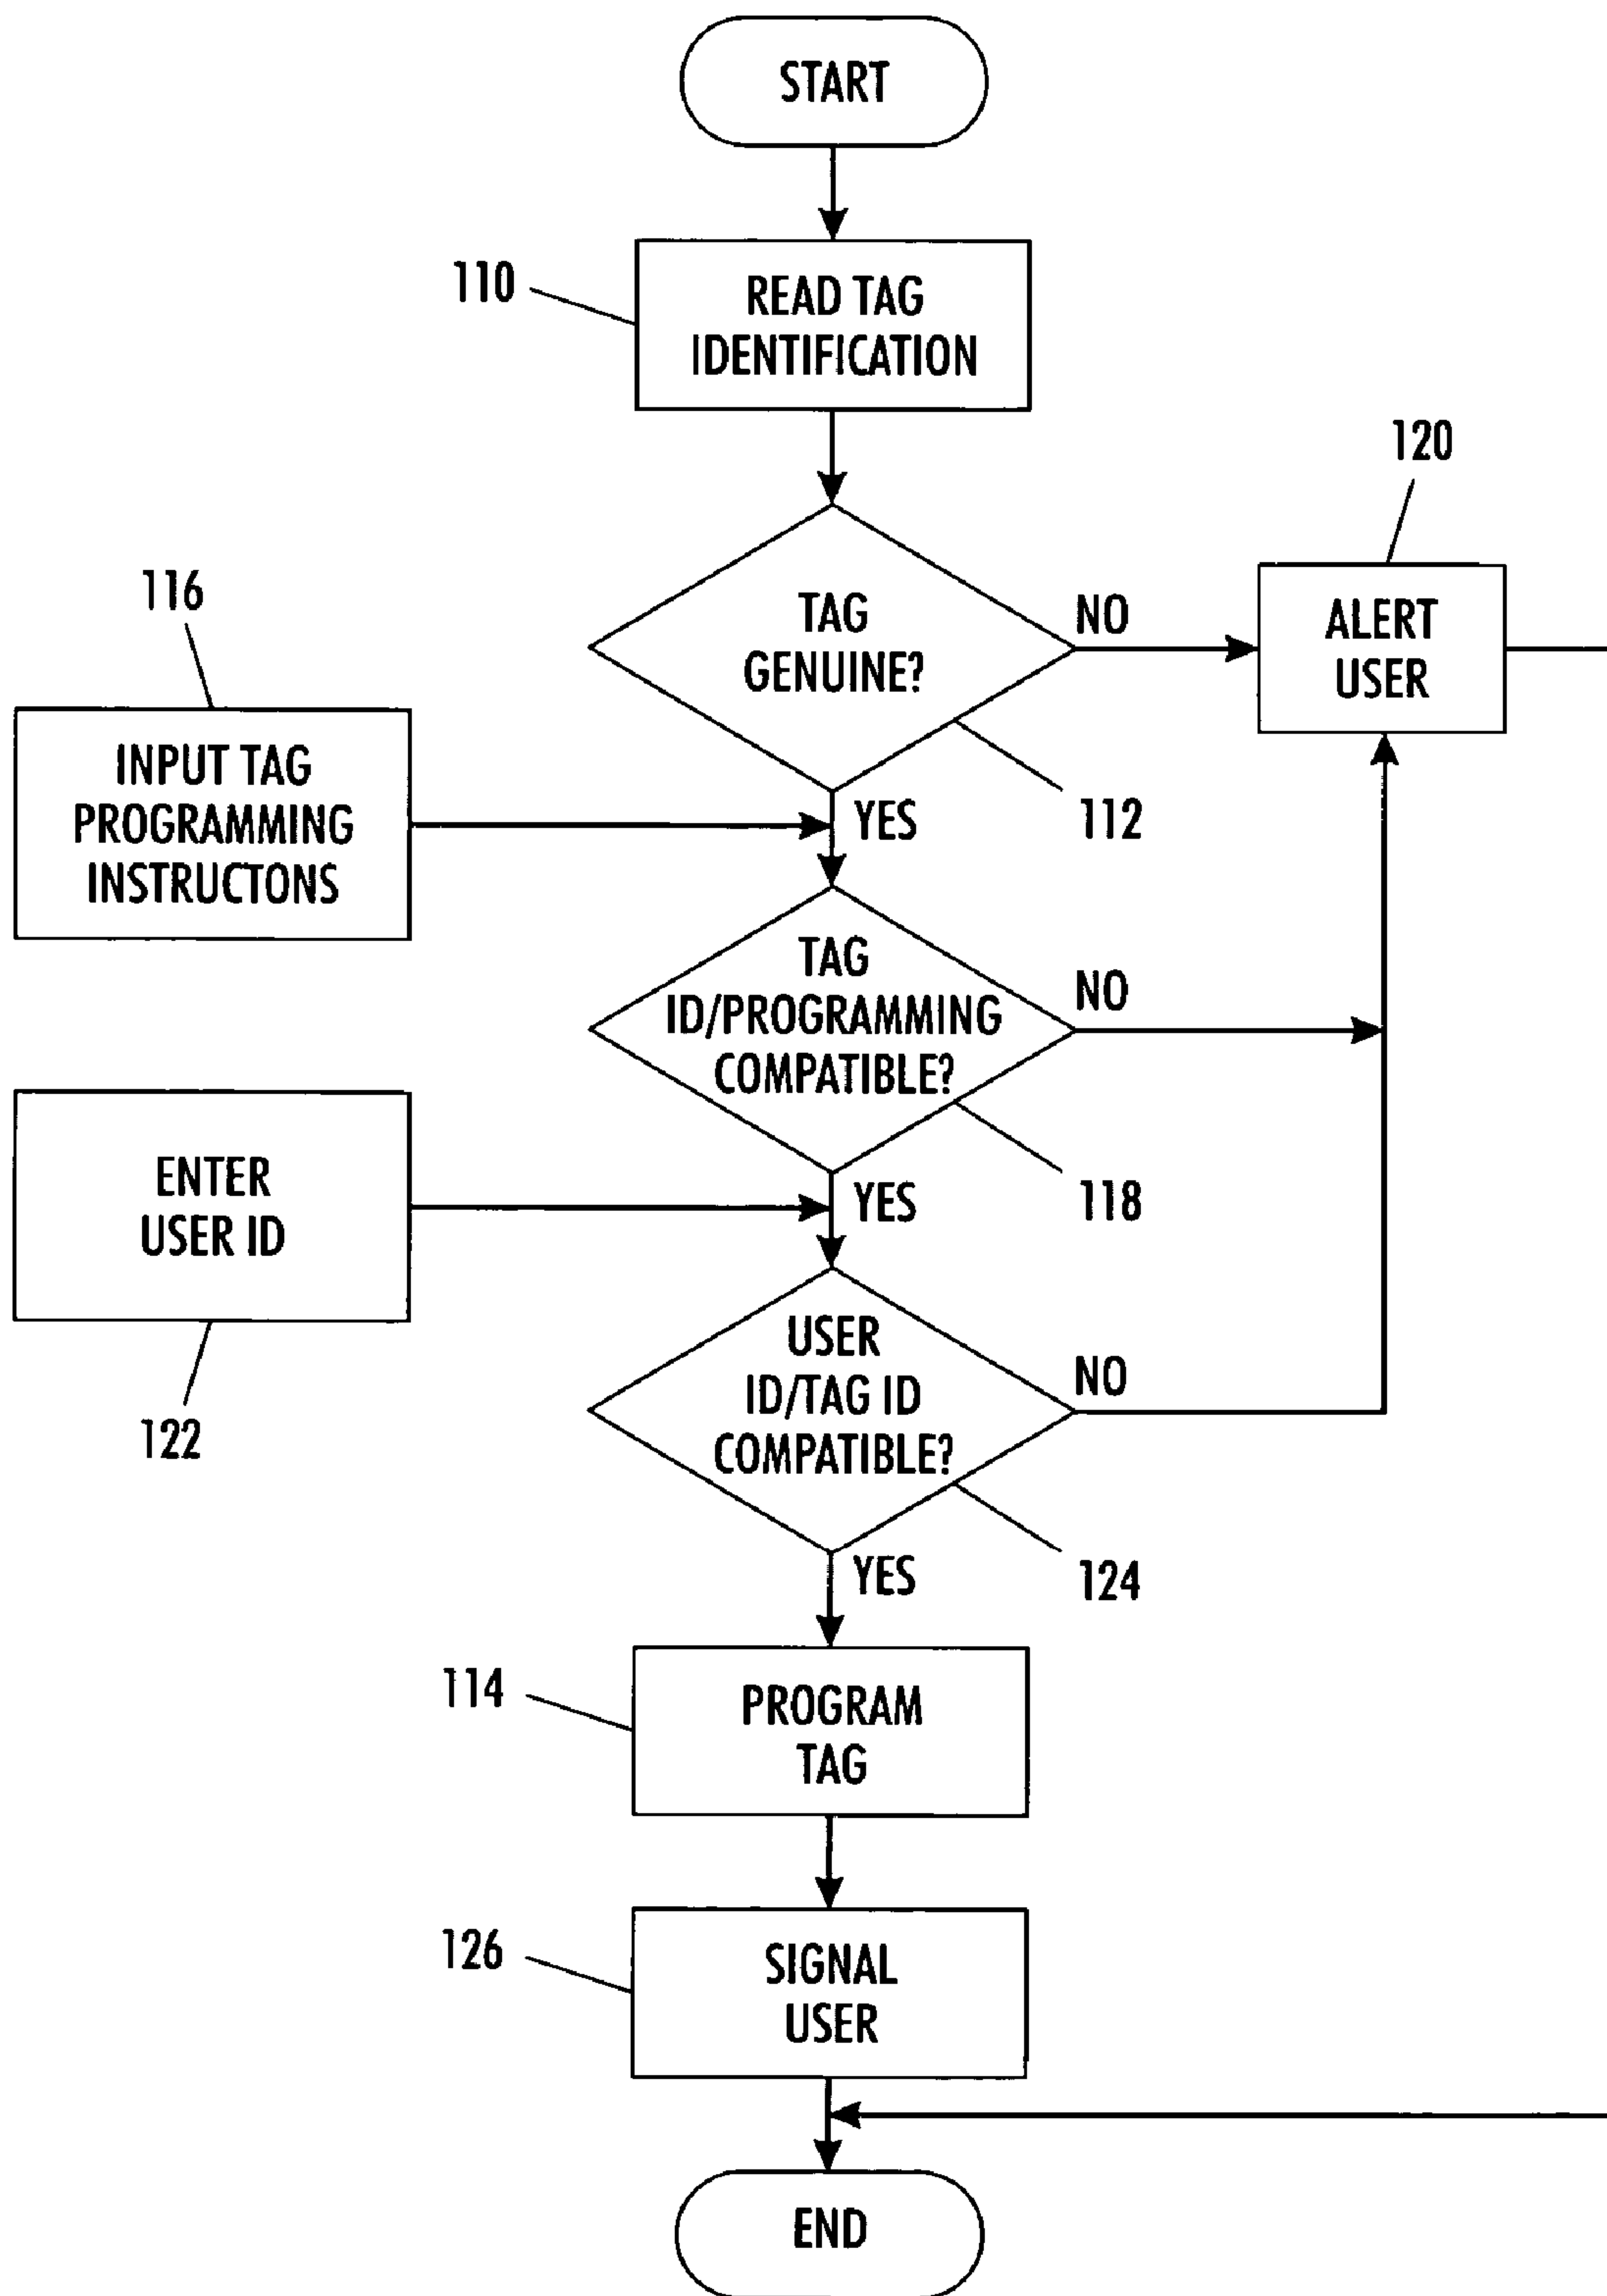 START
110
READ TAG
IDENTIFICATION
120
116
TAG
GENUINE?
NO
ALERT
USER
INPUT TAG
PROGRAMMING
INSTRUCTONS
YES
112
TAG
ID/PROGRAMMING
COMPATIBLE?
NO
ENTER
USER ID
YES
118
122
USER
ID/TAG ID
COMPATIBLE?
NO
YES
124
114
PROGRAM
TAG
126
SIGNAL
USER
END